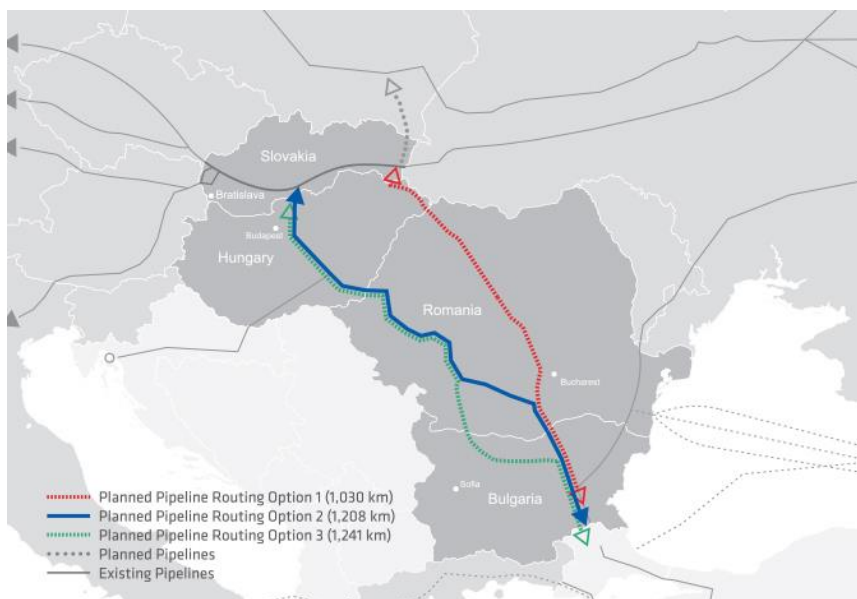 Slovakia
Bratislava
Budapest
Hungary
Romania
Bucharest
Sofia
Bulgaria
Planned Pipeline Routing Option 1 (1,030 km)
Planned Pipeline Routing Option 2 (1,208 km)
Planned Pipeline Routing Option 3 (1,241 km)
Planned Pipelines
Existing Pipelines